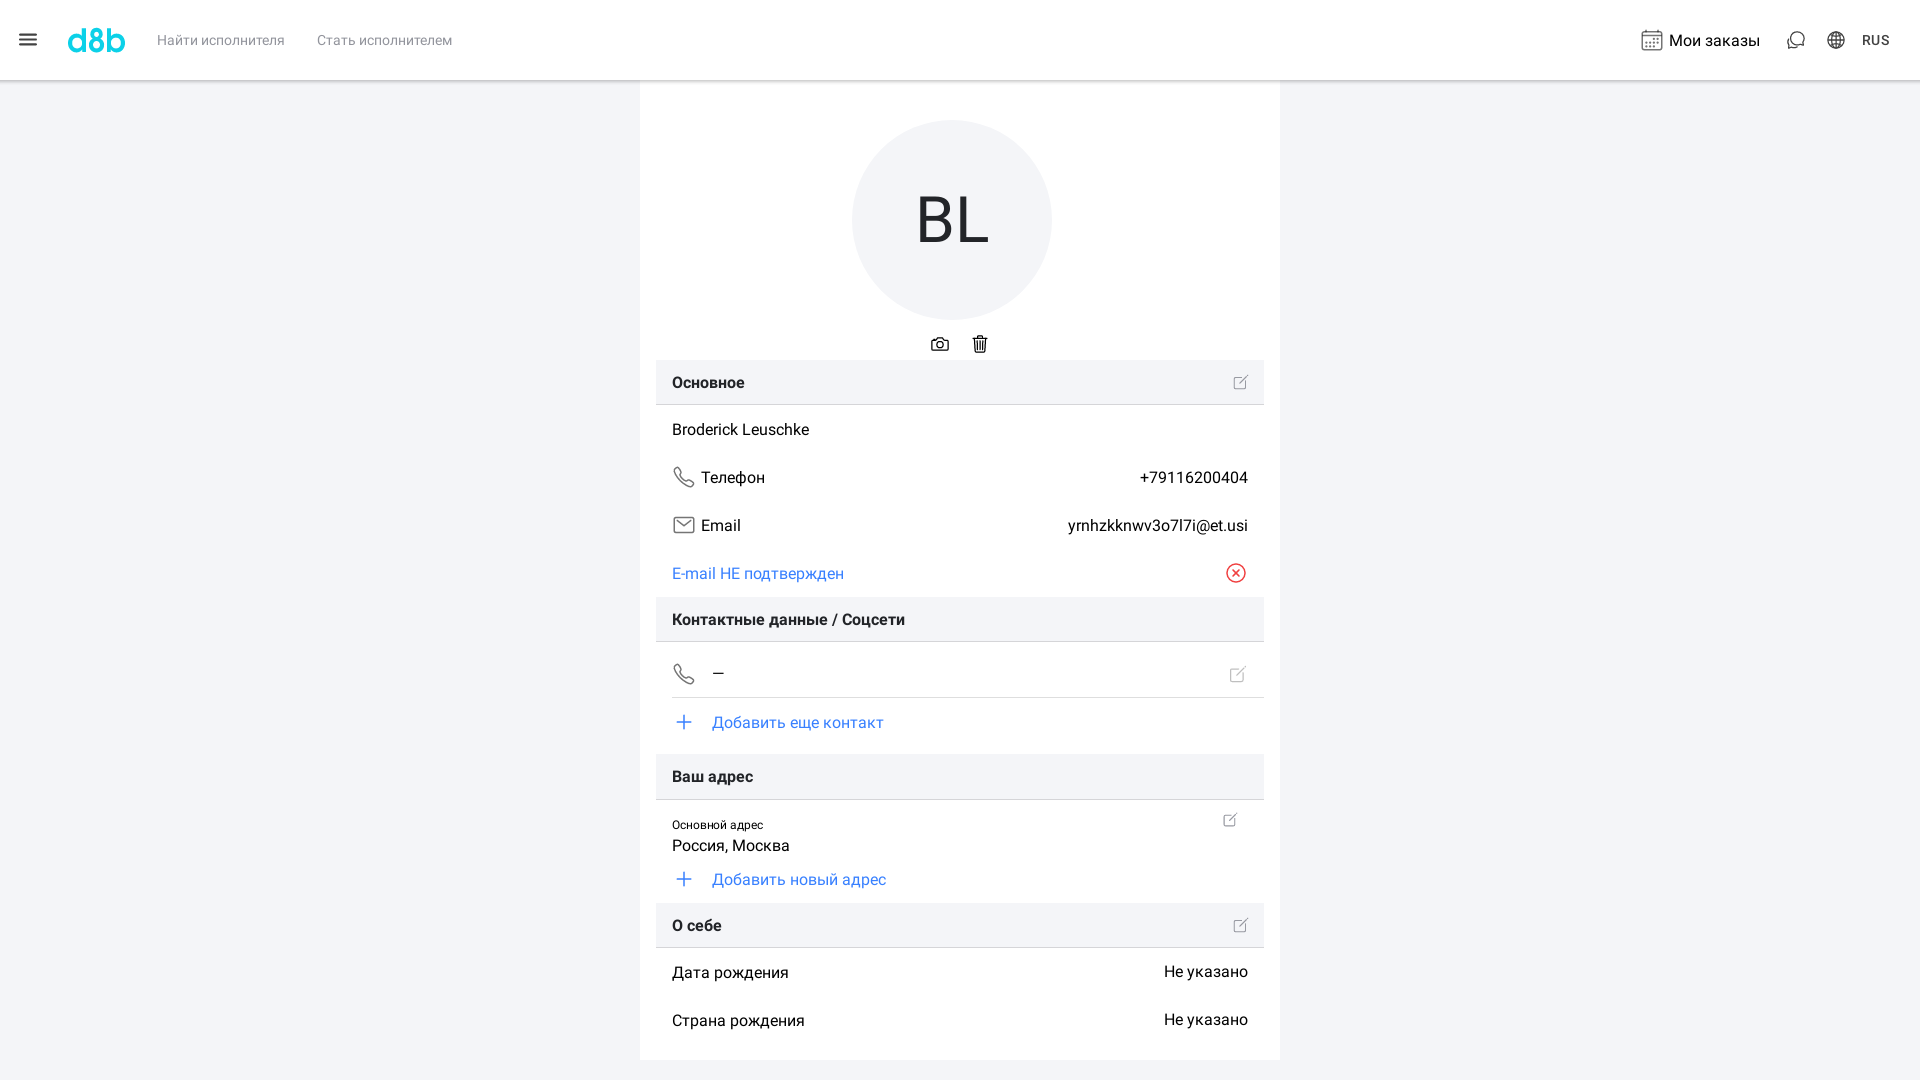 d8b
Найти исполнителя
Стать исполнителем
Мои заказы
RUS
BL
Основное
Broderick Leuschke
Телефон
+79116200404
Email
yrnhzkknwv3o7l7i@et.usi
E-mail НЕ подтвержден
Контактные данные / Соцсети
—
Добавить еще контакт
Ваш адрес
Основной адрес
Россия, Москва
Добавить новый адрес
О себе
Дата рождения
Не указано
Страна рождения
Не указано